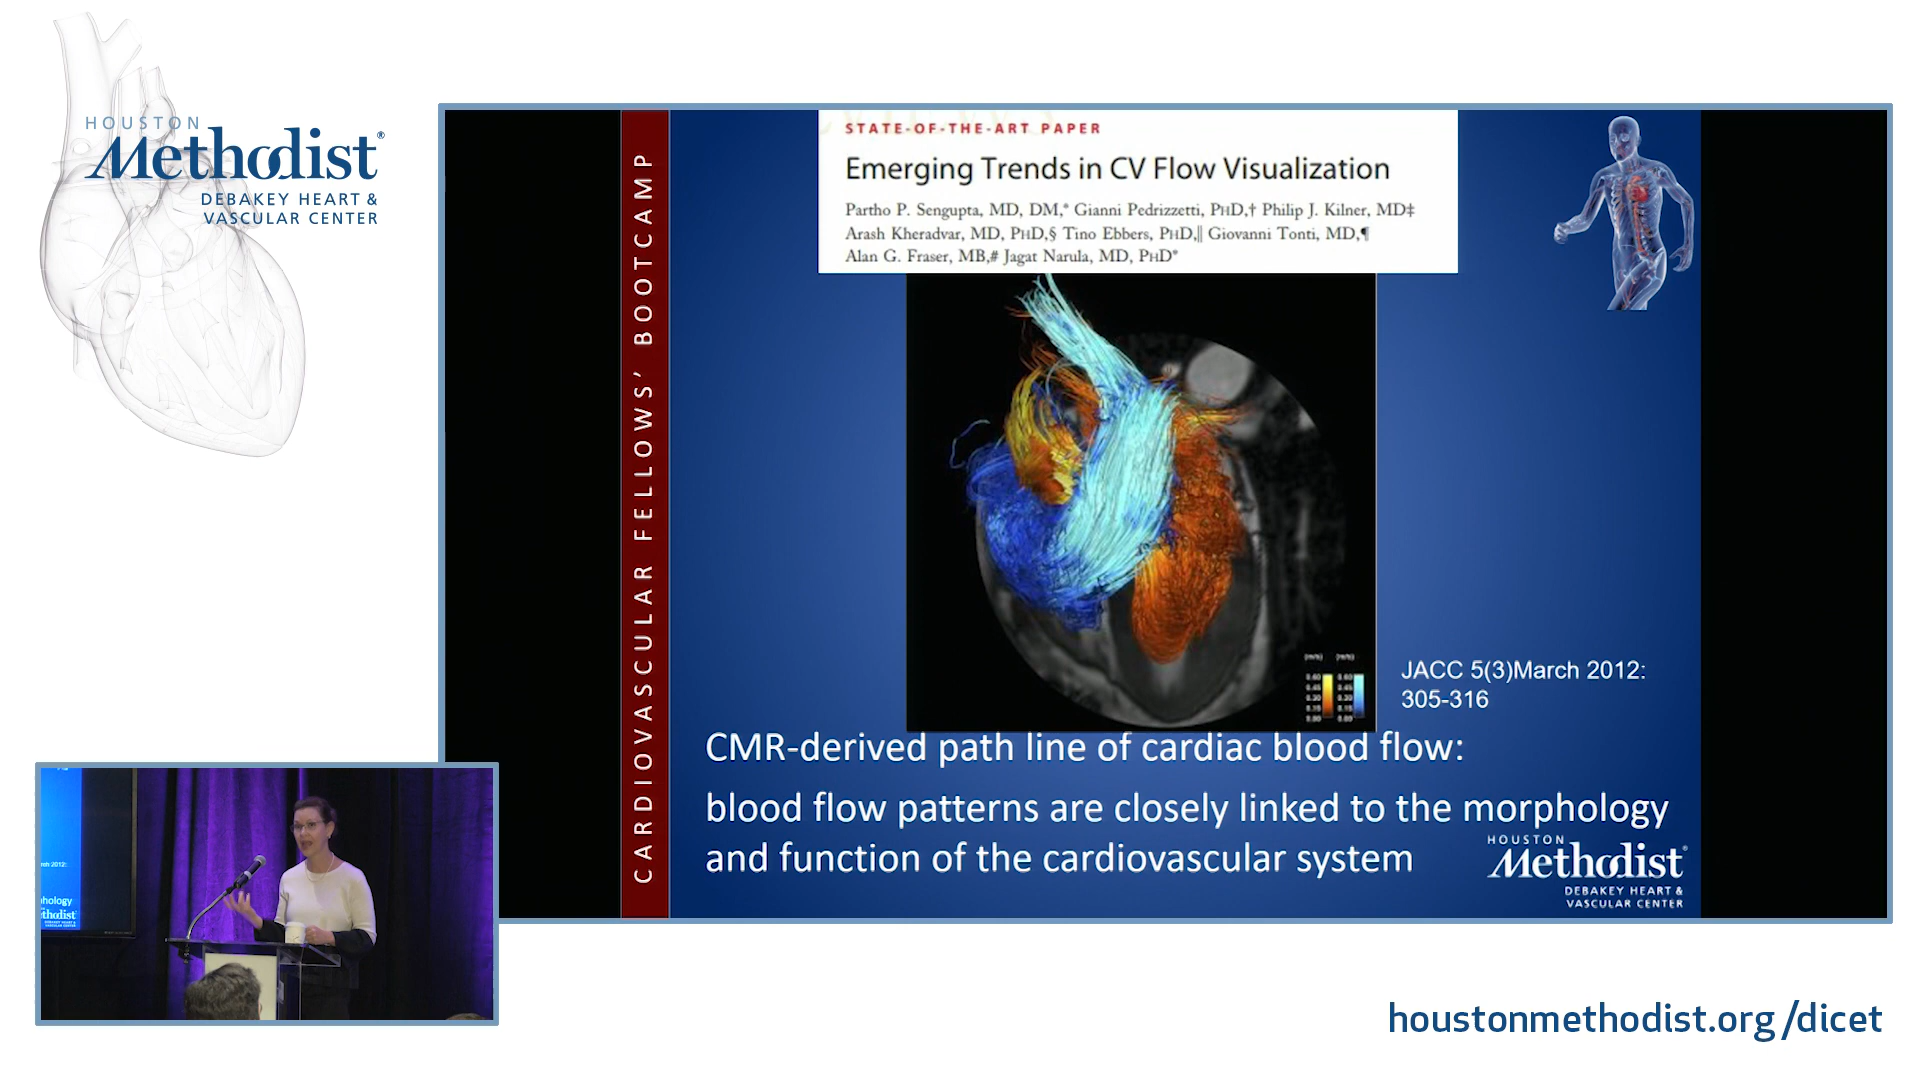 HOUSTON
Methodist®
DEBAKEY HEART &
VASCULAR CENTER
CARDIOVASCULAR FELLOWS' BOOTCAMP
STATE-OF-THE-ART PAPER
Emerging Trends in CV Flow Visualization
Partho P. Sengupta, MD, DM,* Gianni Pedrizzetti, PHD,† Philip J. Kilner, MD‡
Arash Kheradvar, MD, PHD,§ Tino Ebbers, PHD,|| Giovanni Tonti, MD,¶
Alan G. Fraser, MB,# Jagat Narula, MD, PHD*
JACC 5(3)March 2012:
305-316
CMR-derived path line of cardiac blood flow:
blood flow patterns are closely linked to the morphology
and function of the cardiovascular system
HOUSTON
Methodist®
DEBAKEY HEART &
VASCULAR CENTER
houstonmethodist.org/dicet